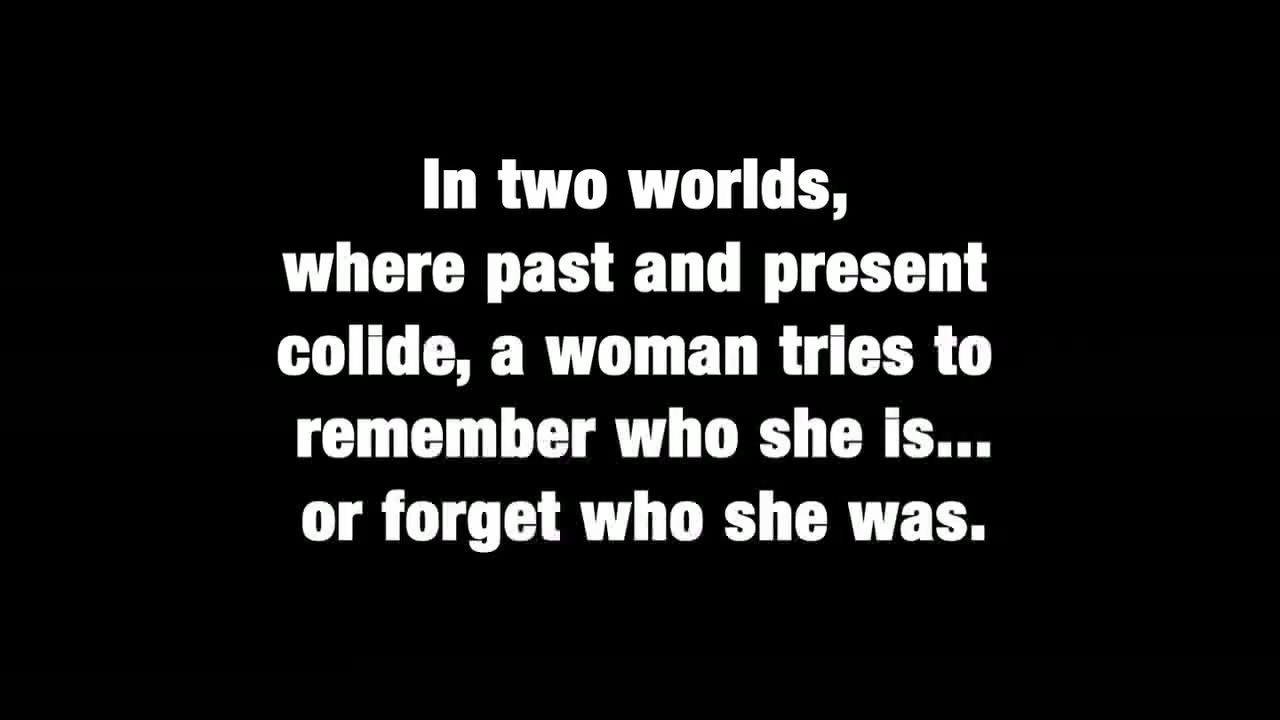 In two worlds,
where past and present
colide, a woman tries to
remember who she is...
or forget who she was.